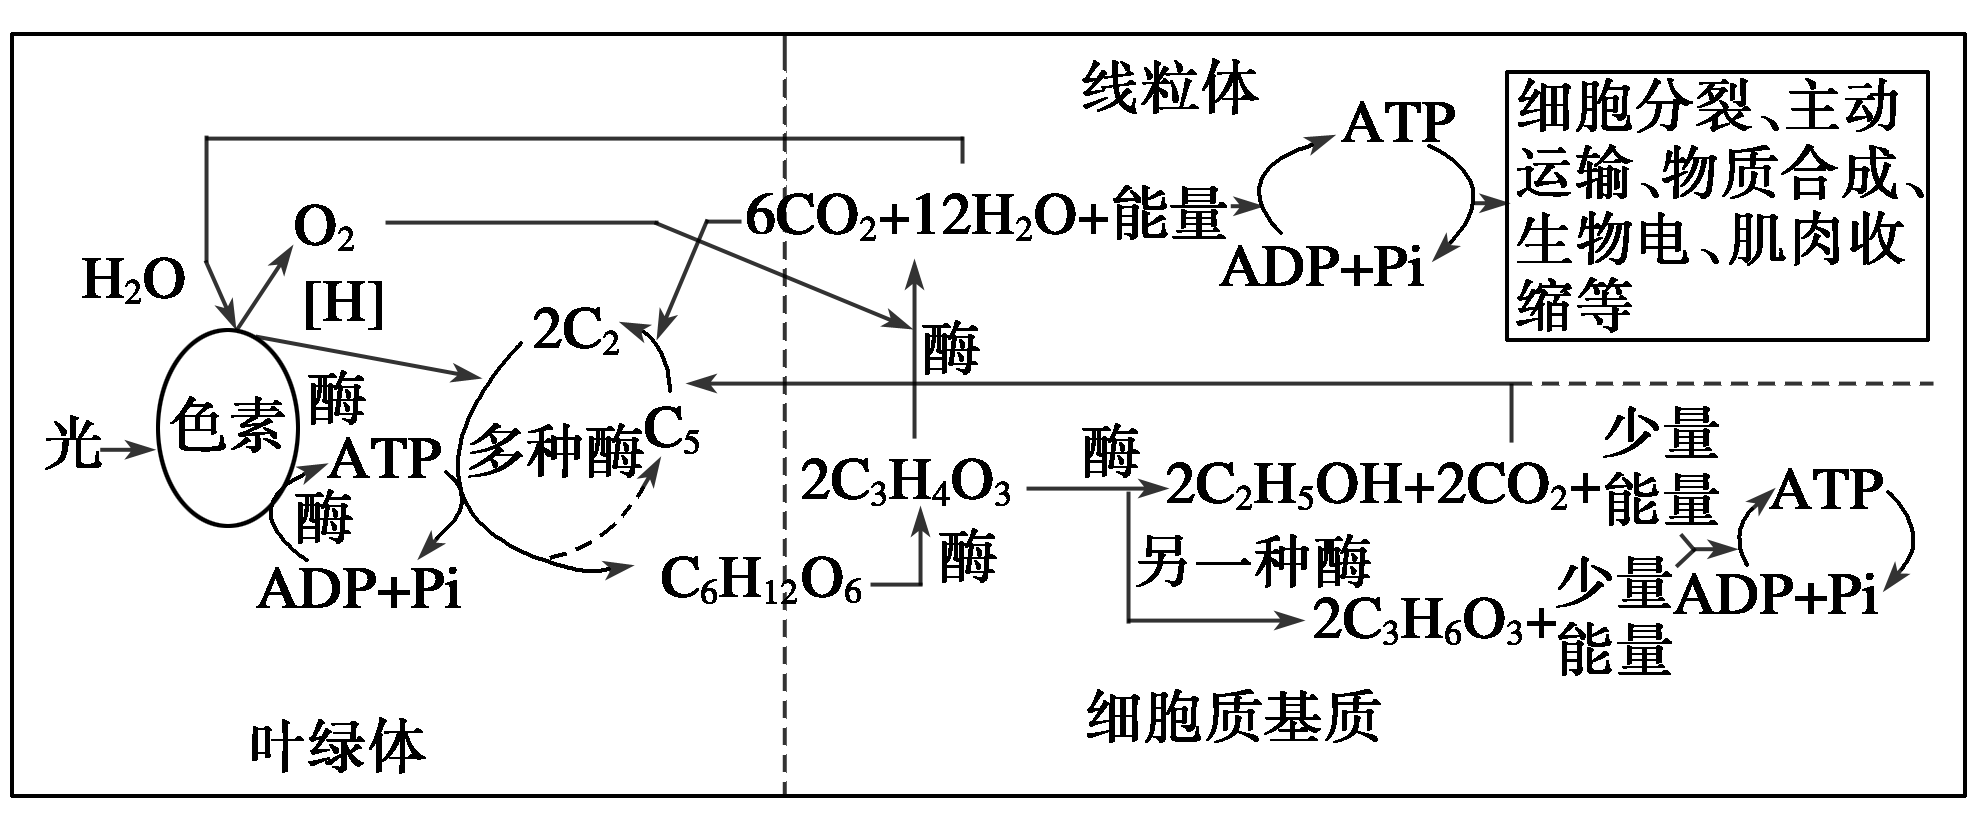 线粒体
ATP
细胞分裂、主动
运输、物质合成、
生物电、肌肉收
缩等
6CO₂+12H₂O+能量
ADP+Pi
O₂
H₂O
[H]
2C₂
酶
酶
色素
光
ATP
多种酶
C₅
酶
ADP+Pi
C₆H₁₂O₆
2C₃H₄O₃
酶
酶
2C₂H₅OH+2CO₂+
少量
能量
ATP
另一种酶
2C₃H₆O₃+
少量
能量
ADP+Pi
叶绿体
细胞质基质